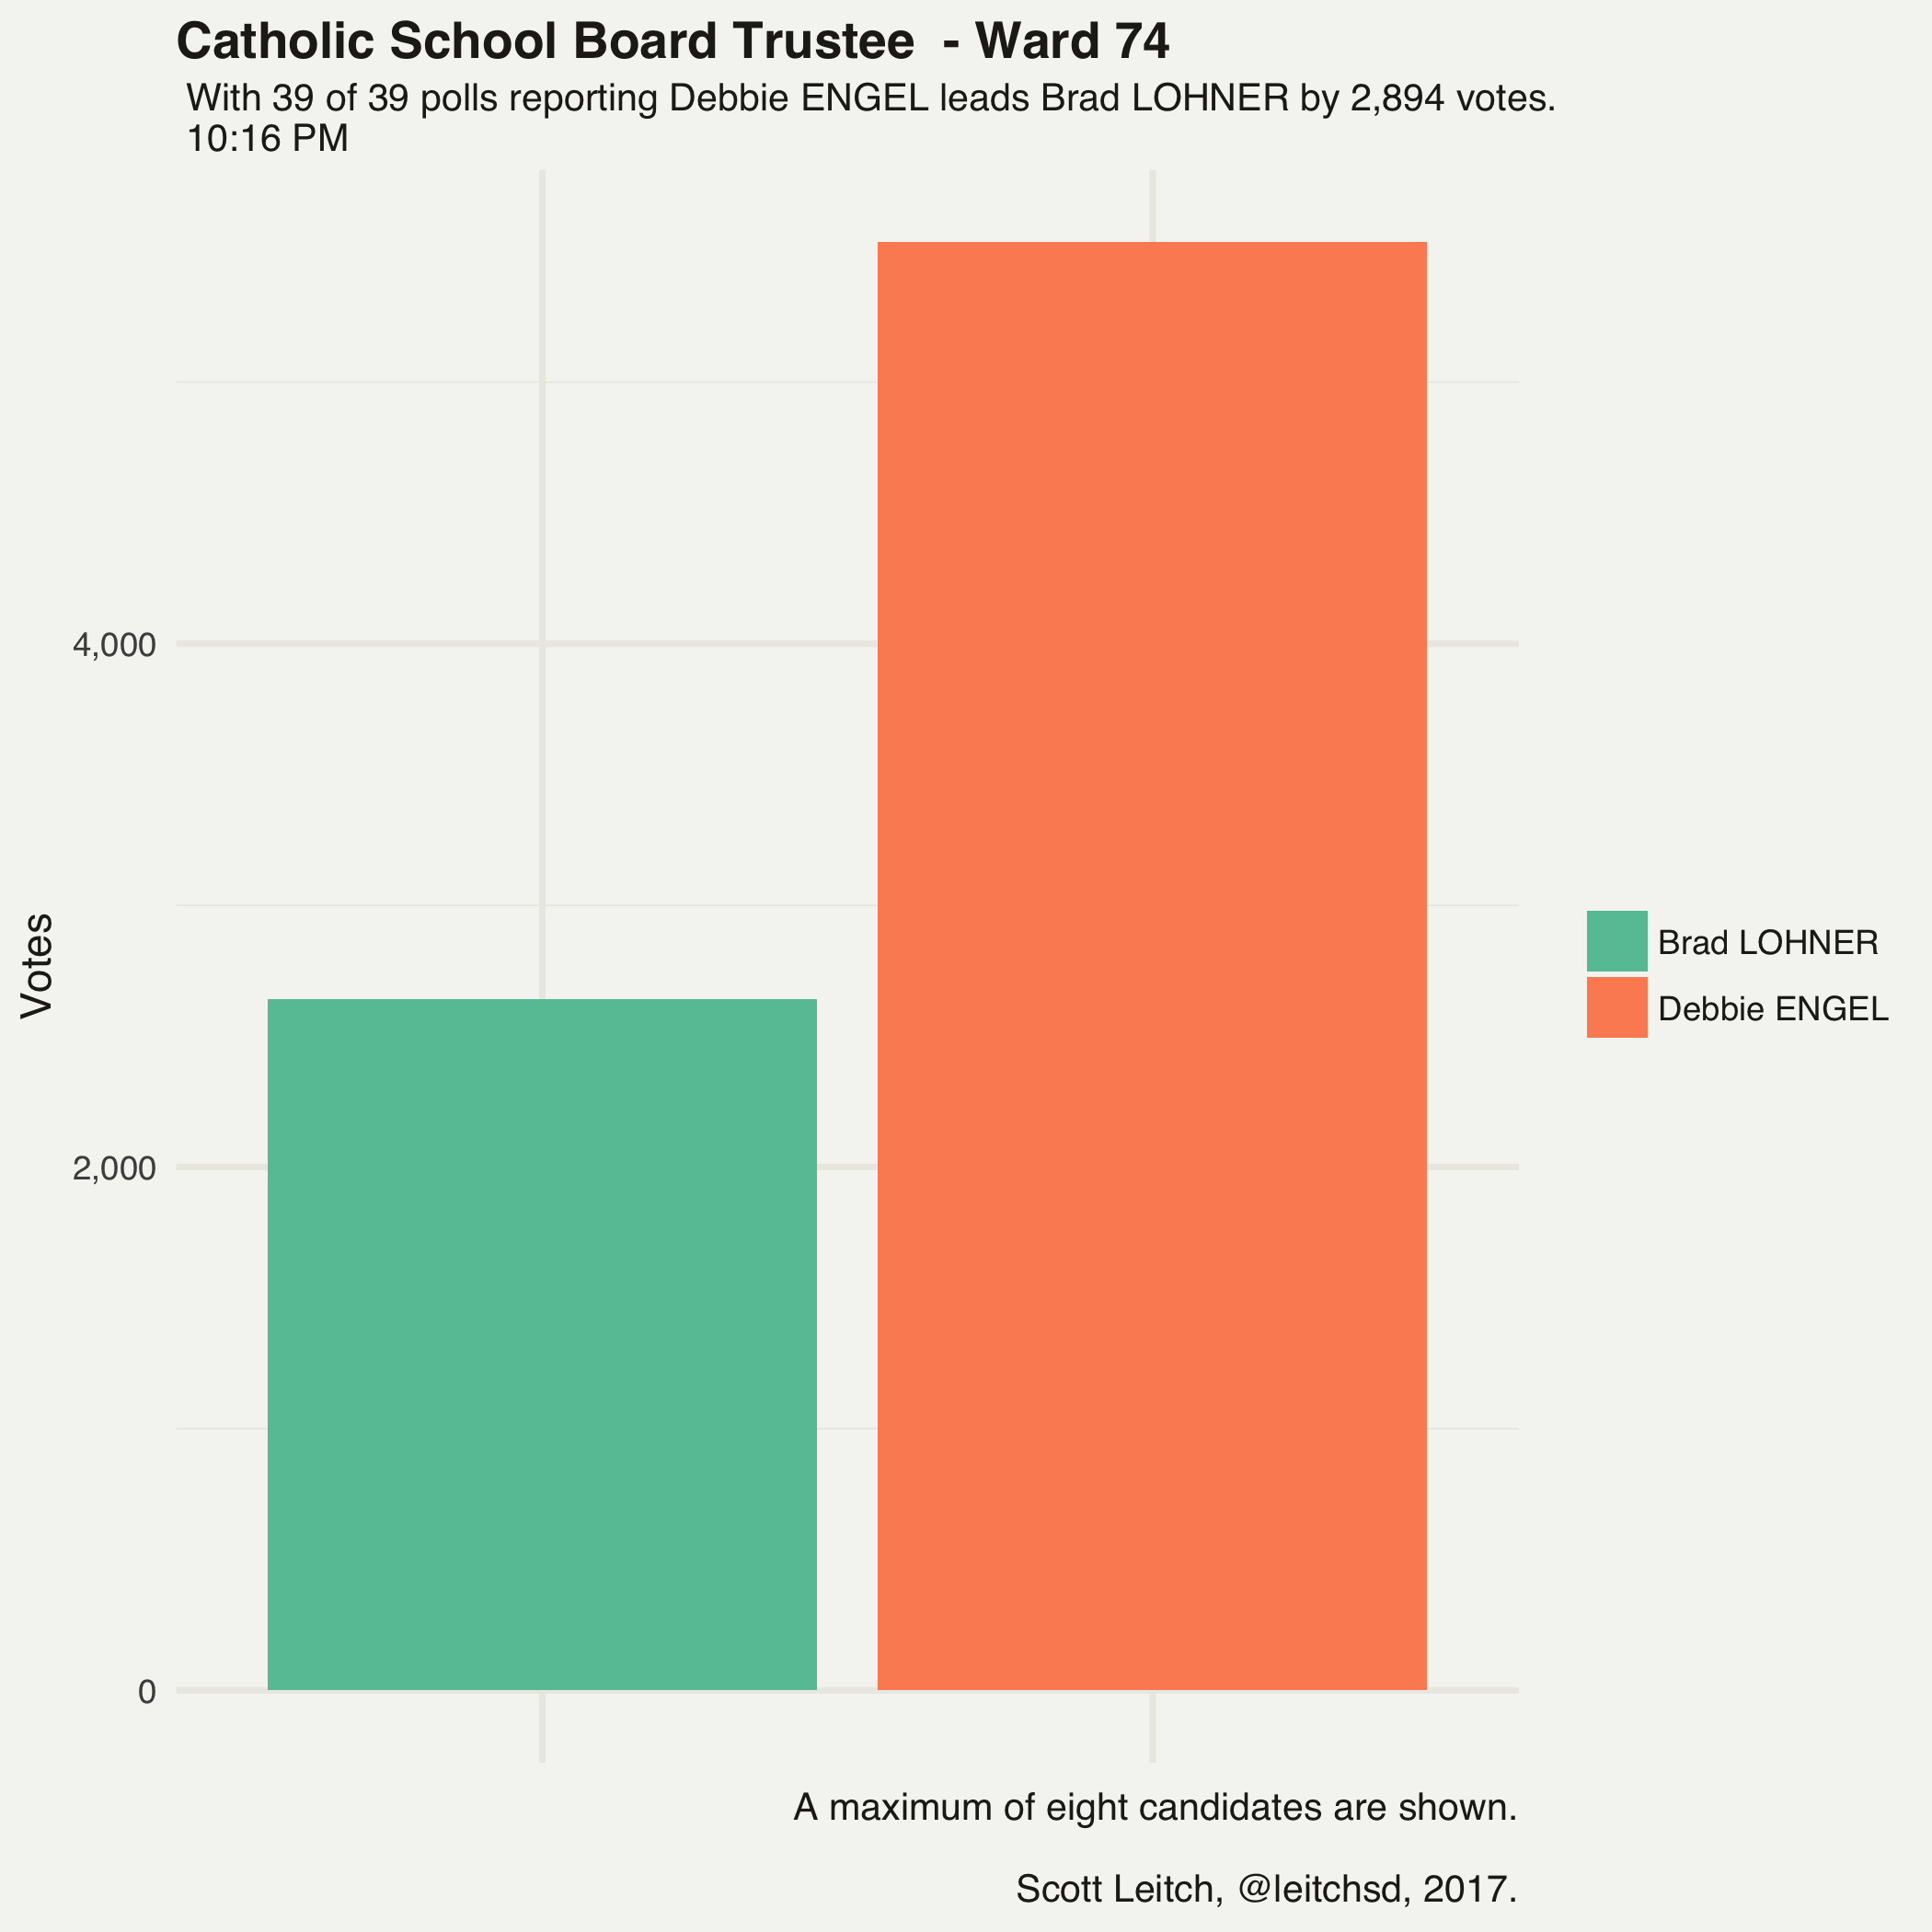 Catholic School Board Trustee  - Ward 74
With 39 of 39 polls reporting Debbie ENGEL leads Brad LOHNER by 2,894 votes.
10:16 PM
4,000
2,000
0
Votes
Brad LOHNER
Debbie ENGEL
A maximum of eight candidates are shown.
Scott Leitch, @leitchsd, 2017.